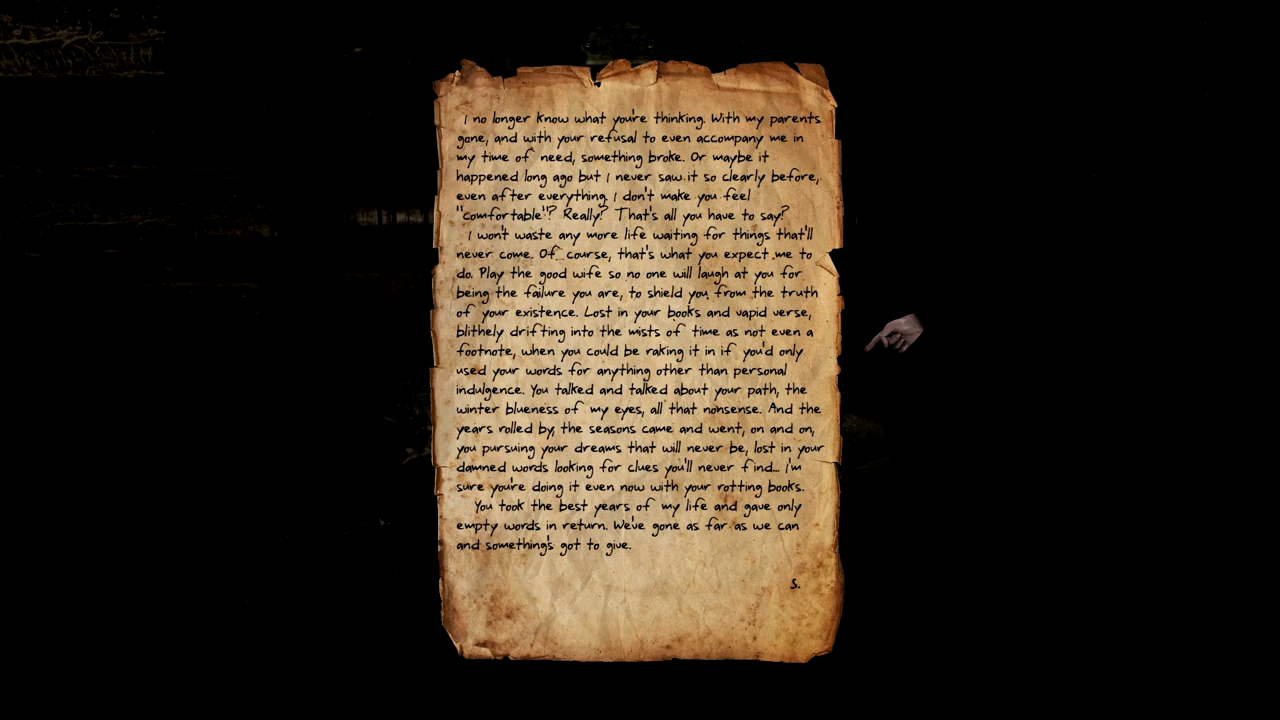 I no longer know what you're thinking. With my parents
gone, and with your refusal to even accompany me in
my time of need, something broke. Or maybe it
happened long ago but I never saw it so clearly before,
even after everything. I don't make you feel
"comfortable"? Really? That's all you have to say?
I won't waste any more life waiting for things that'll
never come. Of course, that's what you expect me to
do. Play the good wife so no one will laugh at you for
being the failure you are, to shield you from the truth
of your existence. Lost in your books and vapid verse,
blithely drifting into the mists of time as not even a
footnote, when you could be raking it in if you'd only
used your words for anything other than personal
indulgence. You talked and talked about your path, the
winter blueness of my eyes, all that nonsense. And the
years rolled by, the seasons came and went, on and on,
you pursuing your dreams that will never be, lost in your
damned words looking for clues you'll never find... I'm
sure you're doing it even now with your rotting books.
You took the best years of my life and gave only
empty words in return. We've gone as far as we can
and something's got to give.
S.